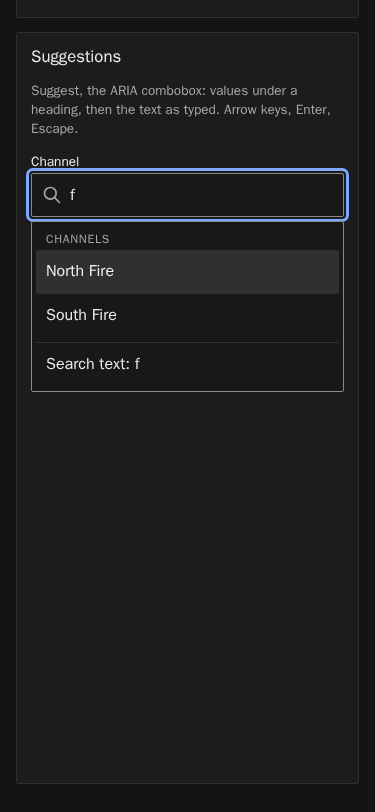 Suggestions
Suggest, the ARIA combobox: values under a
heading, then the text as typed. Arrow keys, Enter,
Escape.
Channel
f
CHANNELS
North Fire
South Fire
Search text: f